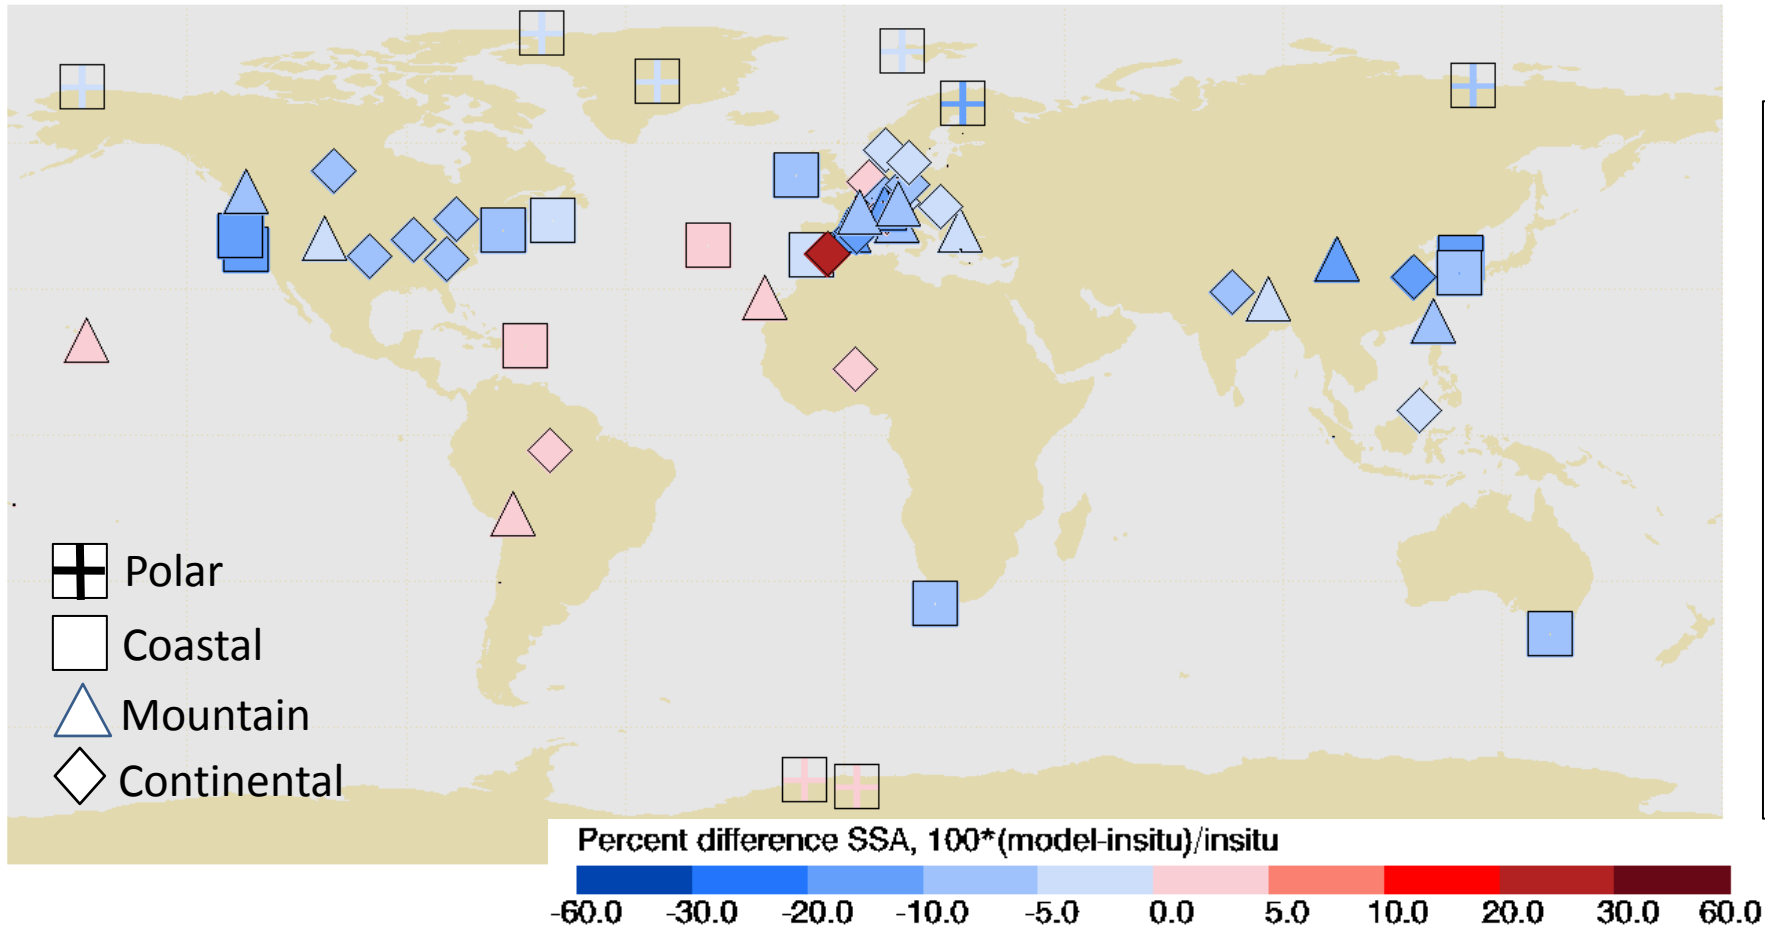 Polar
Coastal
Mountain
Continental
Percent difference SSA, 100*(model-insitu)/insitu
-60.0 -30.0 -20.0 -10.0 -5.0 0.0 5.0 10.0 20.0 30.0 60.0